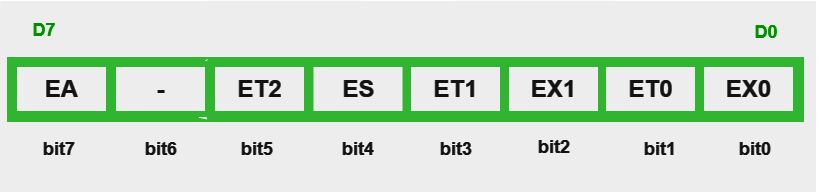 D7 D0
EA - ET2 ES ET1 EX1 ET0 EX0
bit7 bit6 bit5 bit4 bit3 bit2 bit1 bit0